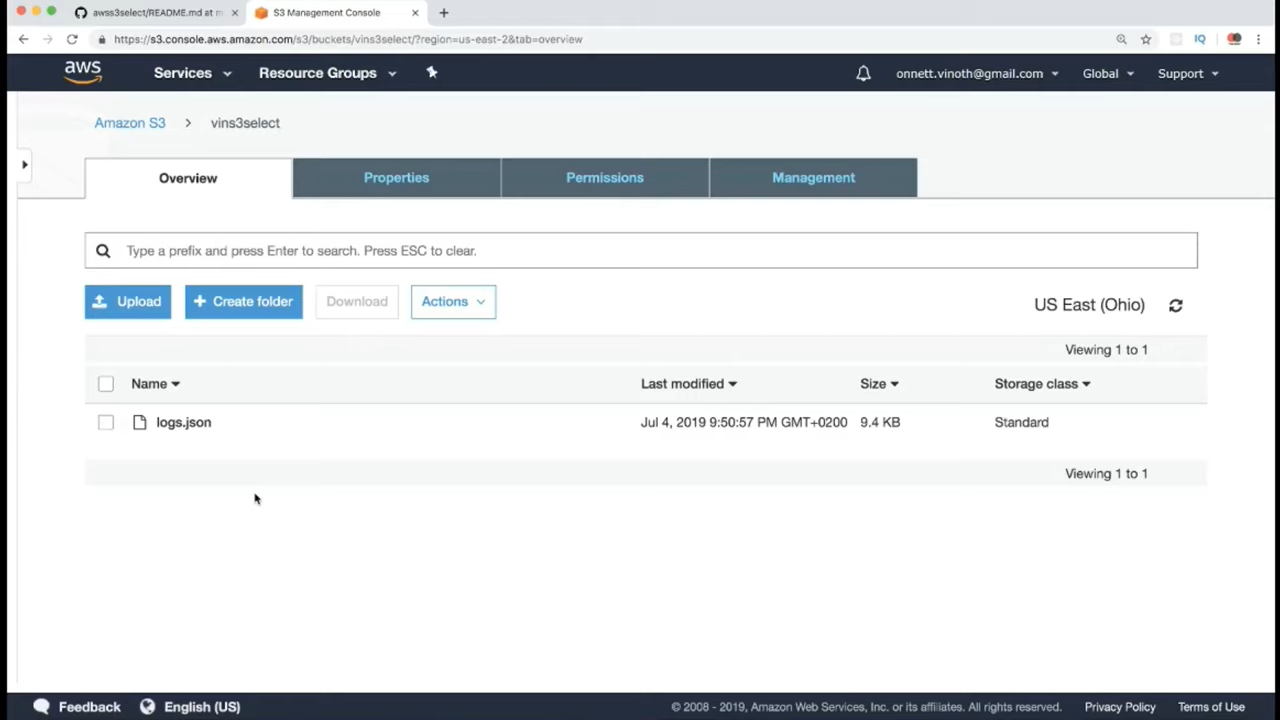 awss3select/README.md at m
S3 Management Console
https://s3.console.aws.amazon.com/s3/buckets/vins3select/?region=us-east-2&tab=overview
IQ
aws Services Resource Groups onnett.vinoth@gmail.com Global Support
Amazon S3 > vins3select
Overview Properties Permissions Management
Type a prefix and press Enter to search. Press ESC to clear.
Upload + Create folder Download Actions US East (Ohio)
Viewing 1 to 1
Name Last modified Size Storage class
logs.json Jul 4, 2019 9:50:57 PM GMT+0200 9.4 KB Standard
Viewing 1 to 1
Feedback English (US) © 2008 - 2019, Amazon Web Services, Inc. or its affiliates. All rights reserved. Privacy Policy Terms of Use